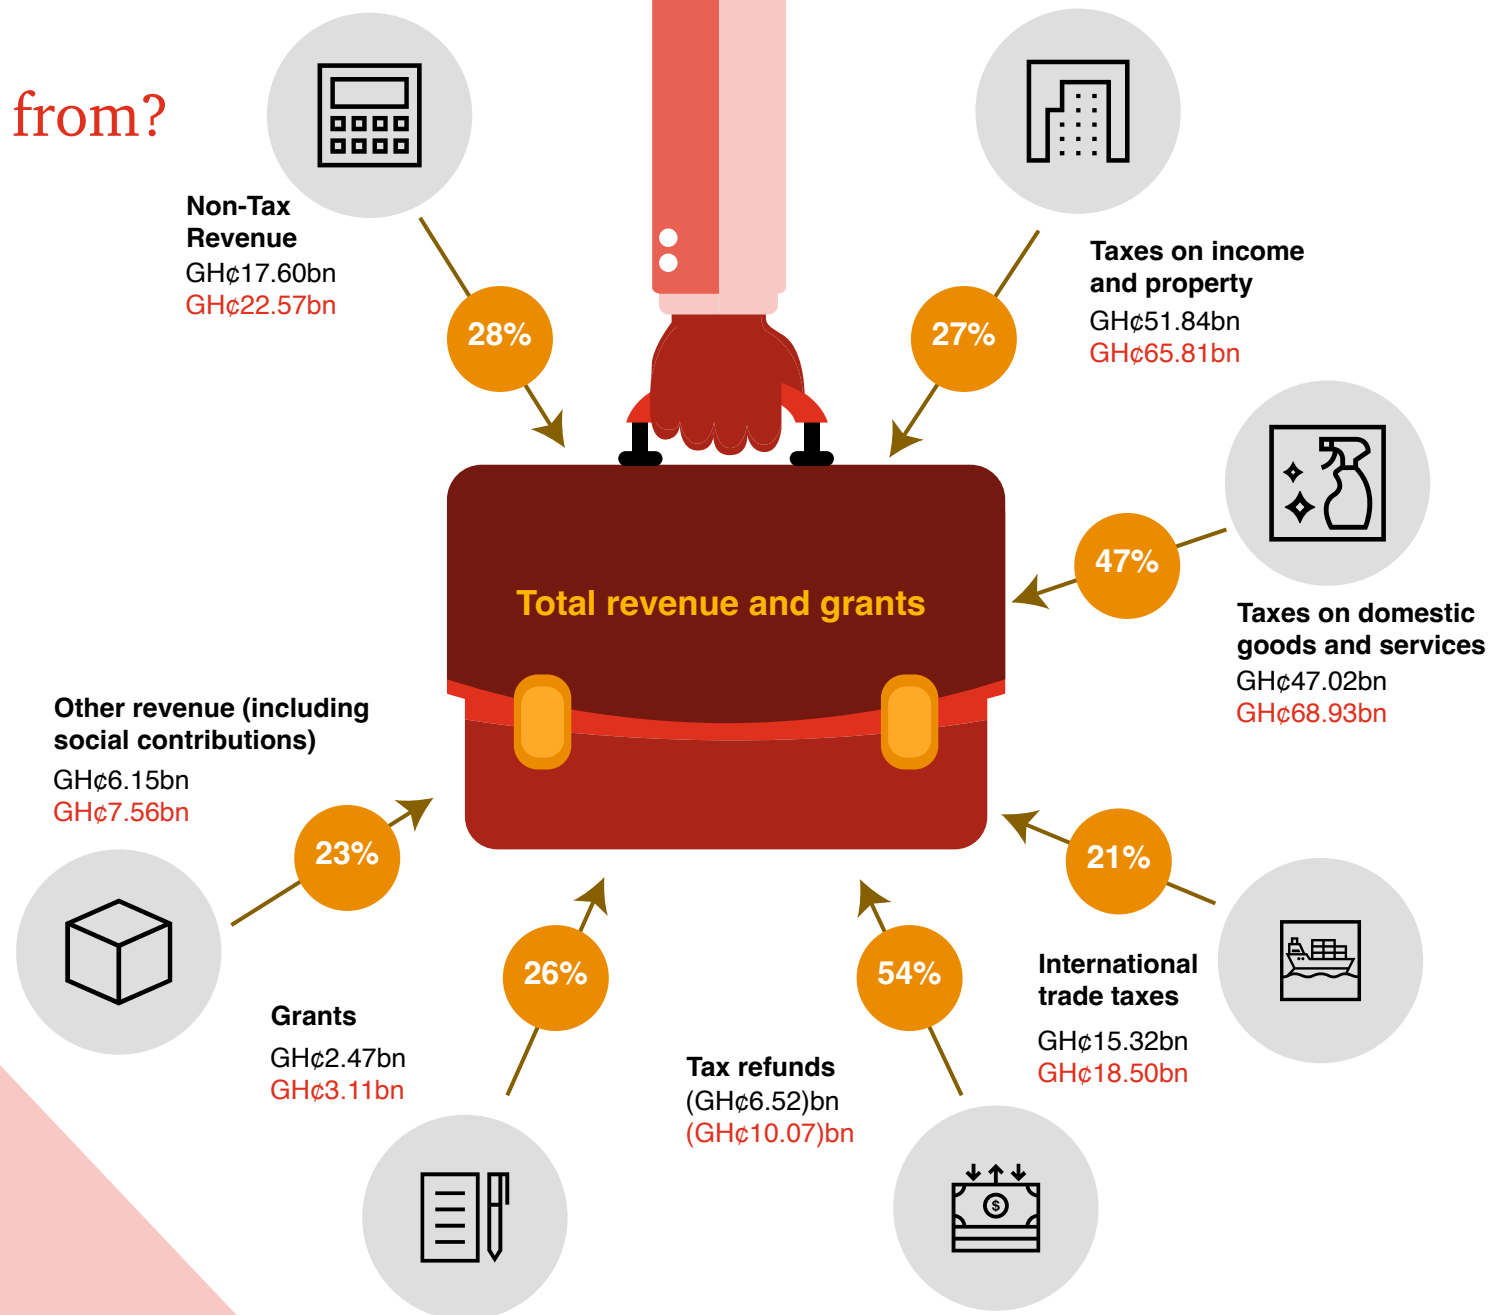 from?
Non-Tax
Revenue
GH¢17.60bn
GH¢22.57bn
28%
27%
Taxes on income
and property
GH¢51.84bn
GH¢65.81bn
47%
Taxes on domestic
goods and services
GH¢47.02bn
GH¢68.93bn
Total revenue and grants
Other revenue (including
social contributions)
GH¢6.15bn
GH¢7.56bn
23%
21%
International
trade taxes
GH¢15.32bn
GH¢18.50bn
26%
Grants
GH¢2.47bn
GH¢3.11bn
54%
Tax refunds
(GH¢6.52)bn
(GH¢10.07)bn
$